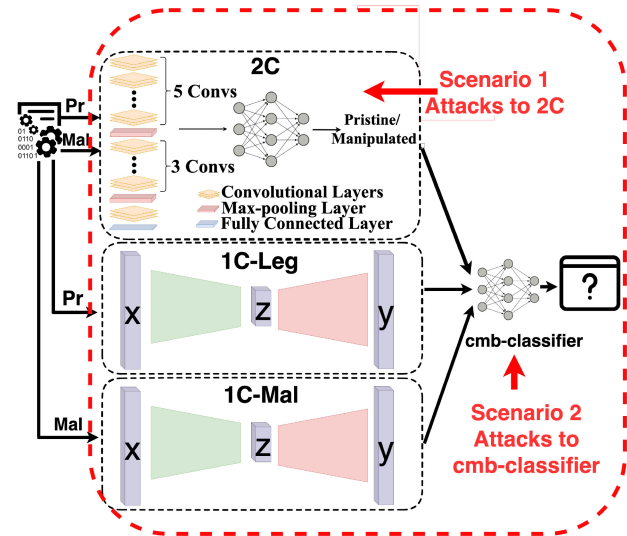 2C
Pr
5 Convs
Scenario 1
Attacks to 2C
01
0110
0001
01101
Mal
Pristine/
Manipulated
3 Convs
Convolutional Layers
Max-pooling Layer
Fully Connected Layer
1C-Leg
Pr
x
z
y
?
cmb-classifier
1C-Mal
Mal
x
z
y
Scenario 2
Attacks to
cmb-classifier